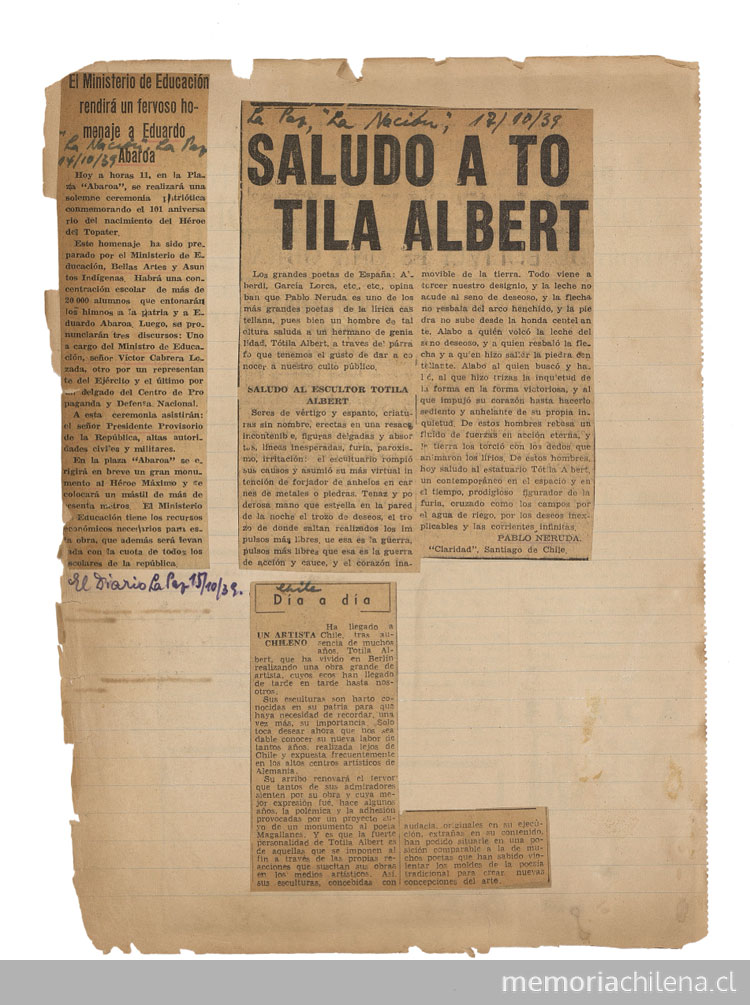 El Ministerio de Educación
rendirá un fervoso ho-
menaje a Eduardo
Abaroa
"La Nación" La Paz
14/10/39
Hoy a horas 11, en la Pla-
za "Abaroa", se realizará una
solemne ceremonia patriótica
conmemorando el 101 aniversa
rio del nacimiento del Héroe
del Topater.
Este homenaje ha sido pre-
parado por el Ministerio de E-
ducación, Bellas Artes y Asun
tos Indígenas. Habrá una con-
centración escolar de más de
20.000 alumnos que entonarán
los himnos a la patria y a E-
duardo Abaroa. Luego, se pro-
nunciarán tres discursos: Uno
a cargo del Ministro de Educa-
ción, señor Víctor Cabrera Lo-
zada, otro por un representan
te del Ejército y el último por
un delgado del Centro de Pro
paganda y Defensa Nacional.
A esta ceremonia asistirán:
el señor Presidente Provisorio
de la República, altas autori-
dades civiles y militares.
En la plaza "Abaroa" se e-
rigirá en breve un gran monu-
mento al Héroe Máximo y se
colocará un mástil de más de
sesenta metros. El Ministerio
Educación tiene los recursos
económicos necesarios para es-
ta obra, que además será levan
tada con la cuota de todos los
escolares de la república.
El Diario La Paz 15/10/39.
La Paz, "La Nación", 17/10/39
SALUDO A TO
TILA ALBERT
Los grandes poetas de España: A'-
berdi, García Lorca, etc., etc., opina
ban que Pablo Neruda es uno de los
más grandes poetas de la lírica cas
tellana, pues bien un hombre de tal
cultura saluda a un hermano de genia
lidad, Tótila Albert, a traves del párra
fo que tenemos el gusto de dar a co
nocer a nuestro culto público.
SALUDO AL ESCULTOR TOTILA
ALBERT
Seres de vértigo y espanto, criatu-
ras sin nombre, erectas en una resaca
incontenible, figuras delgadas y absor
tas, líneas inesperadas, furia, paroxis-
mo, irritación: el escultuario rompió
sus causos y asumió su más virtual in
tención de forjador de anhelos en car
nes de metales o piedras. Tenaz y po
derosa mano que estrella en la pared
de la noche el trozo de deseos, el tro
zo de donde saltan realizados los im
pulsos más libres, ue esa es la güerra,
pulsos más libres que esa es la guerra
de acción y cauce, y el corazón ina-
movible de la tierra. Todo viene a
torcer nuestro designio, y la leche no
acude al seno de deseoso, y la flecha
no resbala del arco henchido, y la pie
dra no sube desde la honda centelan
te. Alabo a quién volcó la leche del
seno deseoso, y a quien resbaló la fle-
cha y a quien hizo saltar la piedra cen
tellante. Alabo al quien buscó y ha-
ló, al que hizo trizas la inquietud de
la forma en la forma victoriosa, y al
que impulsó su corazón hasta hacerlo
sediento y anhelante de su propia in-
quietud. De estos hombres rebasa un
flúido de fuerzas en acción eterna, y
la tierra los torció con los dedos que
animaron los lirios. De estos hombres,
hoy saludo al estatuario Tótila Albert,
un contemporáneo en el espacio y en
el tiempo, prodigioso figurador de la
furia, cruzado como los campos por
el agua de riego, por los deseos inex-
plicables y las corrientes infinitas.
PABLO NERUDA.
"Claridad", Santiago de Chile.
Chile
Dia a dia
UN ARTISTA
CHILENO
Ha llegado a
Chile, tras au-
sencia de muchos
años, Totila Al-
bert, que ha vivido en Berlín
realizando una obra grande de
artista, cuyos ecos han llegado
de tarde en tarde hasta nos-
otros.
Sus esculturas son harto co-
nocidas en su patria para que
haya necesidad de recordar, una
vez más, su importancia. Sólo
toca desear ahora que nos sea
dable conocer su nueva labor de
tantos años, realizada lejos de
Chile y expuesta frecuentemente
en los altos centros artísticos de
Alemania.
Su arribo renovará el fervor
que tantos de sus admiradores
sienten por su obra y cuya me-
jor expresión fué, hace algunos
años, la polémica y la adhesión
provocadas por un proyecto su-
yo de un monumento al poeta
Magallanes. Y es que la fuerte
personalidad de Totila Albert es
de aquellas que se imponen al
fin a través de las propias re-
acciones que suscitan sus obras
en los medios artísticos. Así
sus esculturas, concebidas con
audacia, originales en su ejecu-
ción, extrañas en su contenido,
han podido situarle en una po-
sición comparable a la de mu-
chos poetas que han sabido vio-
lentar los moldes de la poesía
tradicional para crear nuevas
concepciones del arte.
memoriachilena.cl